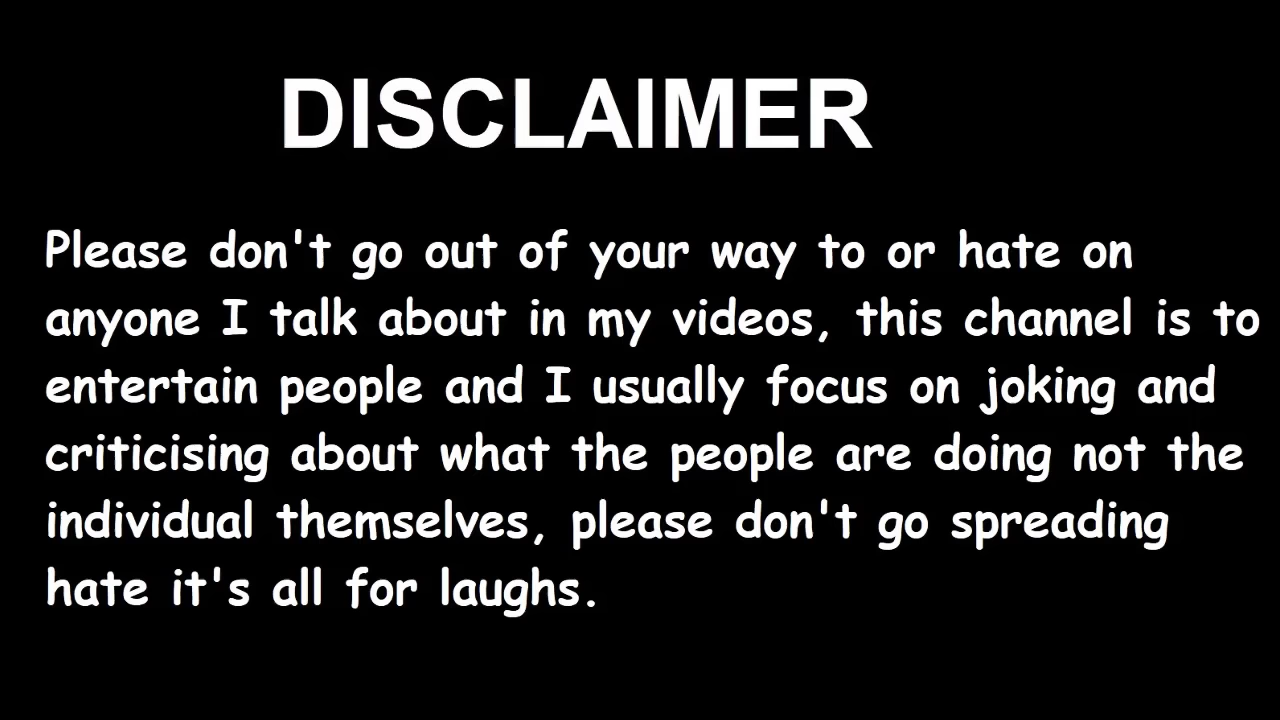 DISCLAIMER
Please don't go out of your way to or hate on
anyone I talk about in my videos, this channel is to
entertain people and I usually focus on joking and
criticising about what the people are doing not the
individual themselves, please don't go spreading
hate it's all for laughs.